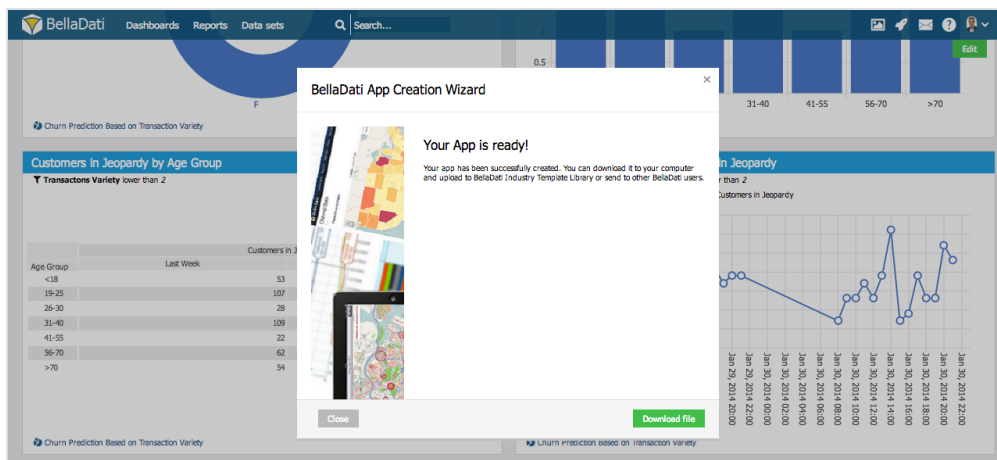 BellaDati Dashboards Reports Data sets Search...
Edit
0.5
F
31-40 41-55 56-70 >70
Churn Prediction Based on Transaction Variety
BellaDati App Creation Wizard
Your App is ready!
Your app has been successfully created. You can download it to your computer
and upload to BellaDati Industry Template Library or send to other BellaDati users.
Close
Download file
Customers in Jeopardy by Age Group
Transactons Variety lower than 2
Customers in J
Last Week
Age Group
<18 53
19-25 107
26-30 28
31-40 109
41-55 22
56-70 62
>70 54
Churn Prediction Based on Transaction Variety
in Jeopardy
r than 2
Customers in Jeopardy
Jan 29, 2014 20:00
Jan 29, 2014 22:00
Jan 30, 2014 00:00
Jan 30, 2014 02:00
Jan 30, 2014 04:00
Jan 30, 2014 06:00
Jan 30, 2014 08:00
Jan 30, 2014 10:00
Jan 30, 2014 12:00
Jan 30, 2014 14:00
Jan 30, 2014 16:00
Jan 30, 2014 18:00
Jan 30, 2014 20:00
Jan 30, 2014 22:00
Churn Prediction Based on Transaction Variety